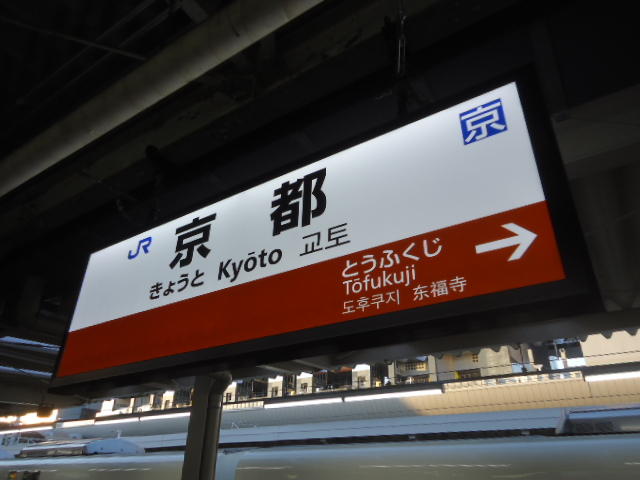 JR 京都 京
きょうと Kyōto 교토
とうふくじ
Tōfukuji
도후쿠지 东福寺